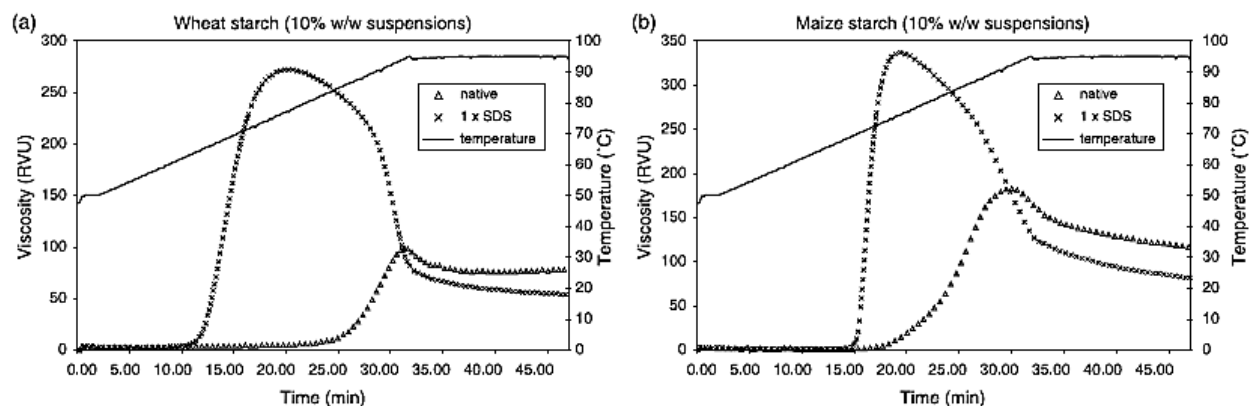 (a) Wheat starch (10% w/w suspensions)
300 100
90
250 80
200 70
60
150 50
40
100 30
50 20
10
0 0
Viscosity (RVU)
Temperature (˚C)
native
1 x SDS
temperature
0.00 5.00 10.00 15.00 20.00 25.00 30.00 35.00 40.00 45.00
Time (min)
(b) Maize starch (10% w/w suspensions)
350 100
300 90
80
250 70
200 60
50
150 40
100 30
20
50 10
0 0
Viscosity (RVU)
Temperature (˚C)
native
1 x SDS
temperature
0.00 5.00 10.00 15.00 20.00 25.00 30.00 35.00 40.00 45.00
Time (min)